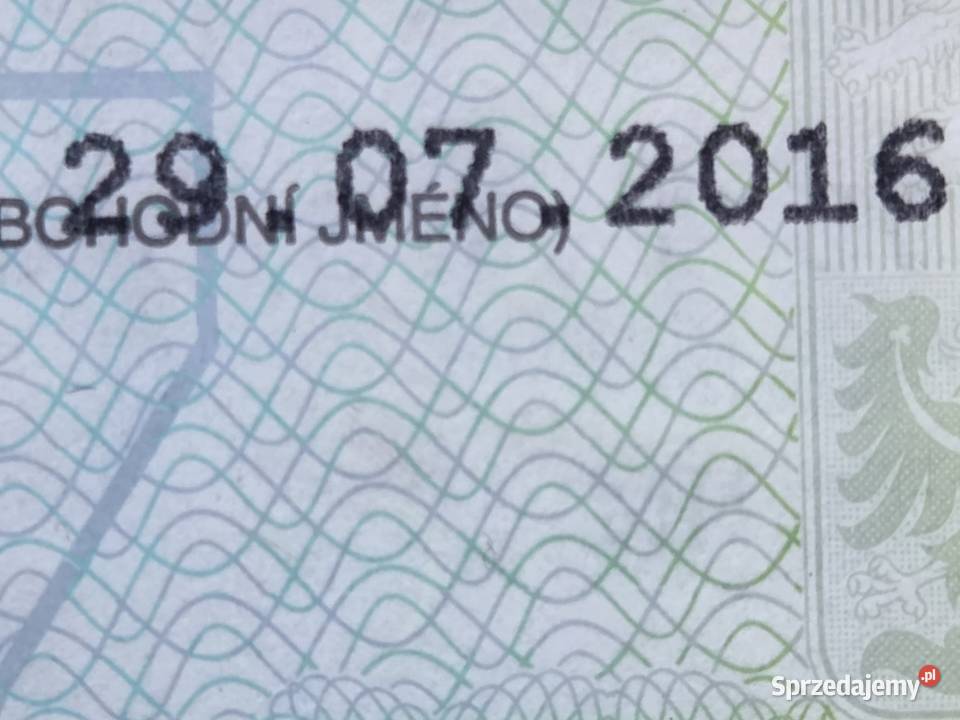 29.07.2016
BCHODNÍ JMÉNO)
Sprzedajemy.pl